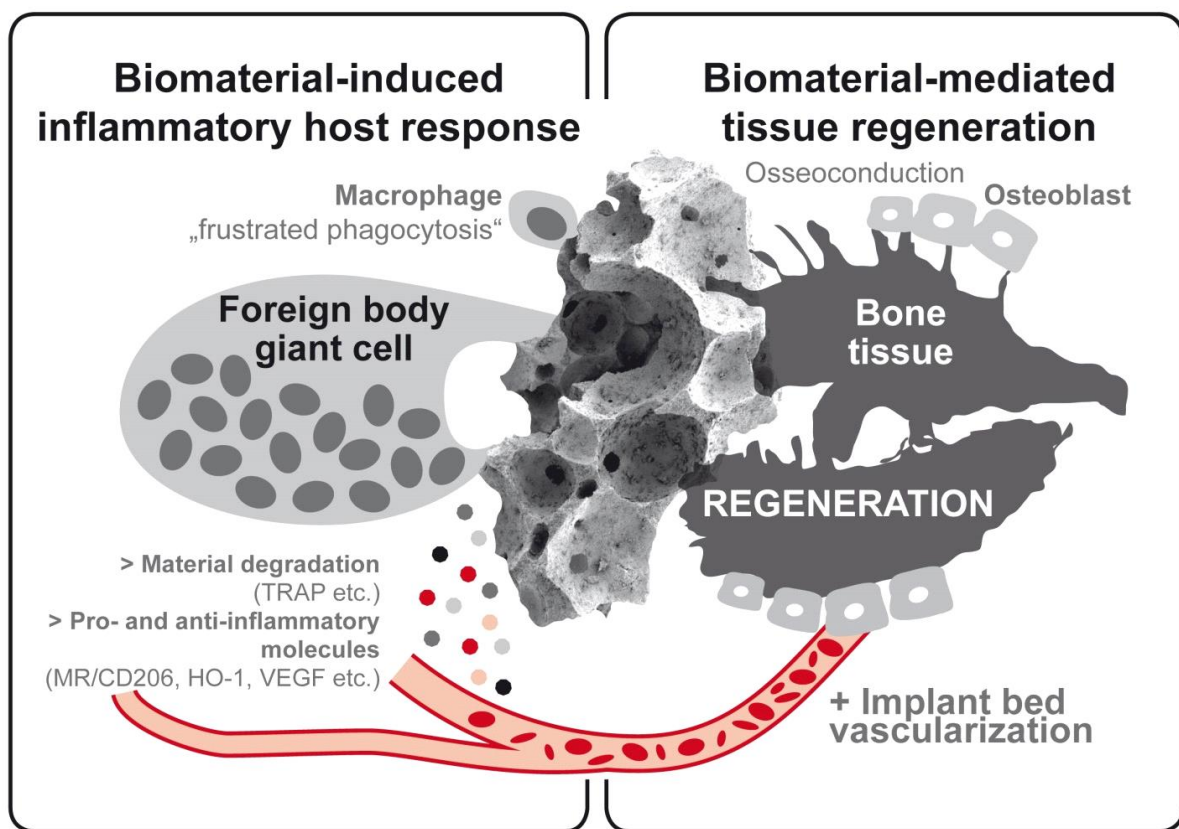 Biomaterial-induced
inflammatory host response
Macrophage
„frustrated phagocytosis“
Foreign body
giant cell
> Material degradation
(TRAP etc.)
> Pro- and anti-inflammatory
molecules
(MR/CD206, HO-1, VEGF etc.)
Biomaterial-mediated
tissue regeneration
Osseoconduction
Osteoblast
Bone
tissue
REGENERATION
+ Implant bed
vascularization